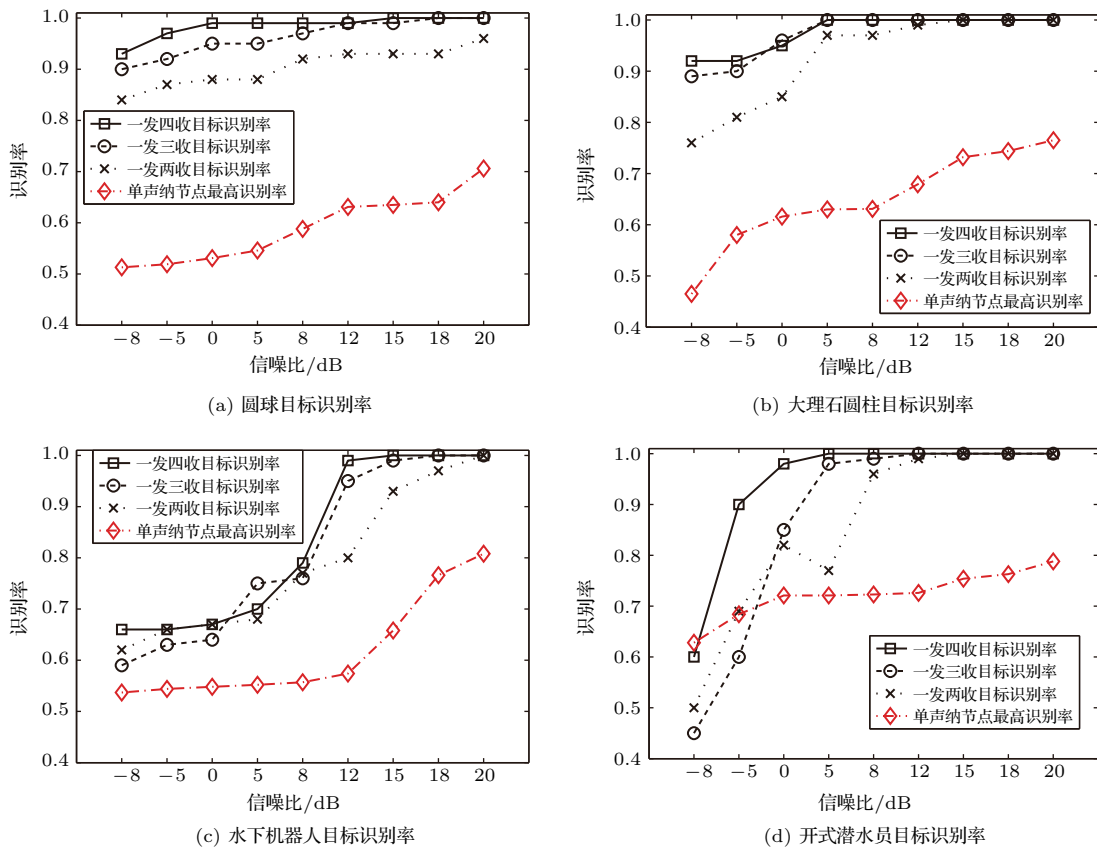 1.0
0.9
0.8
0.7
0.6
0.5
0.4
识别率
一发四收目标识别率
一发三收目标识别率
一发两收目标识别率
单声纳节点最高识别率
−8 −5 0 5 8 12 15 18 20
信噪比/dB
(a) 圆球目标识别率
1.0
0.9
0.8
0.7
0.6
0.5
0.4
识别率
一发四收目标识别率
一发三收目标识别率
一发两收目标识别率
单声纳节点最高识别率
−8 −5 0 5 8 12 15 18 20
信噪比/dB
(b) 大理石圆柱目标识别率
1.0
0.9
0.8
0.7
0.6
0.5
0.4
识别率
一发四收目标识别率
一发三收目标识别率
一发两收目标识别率
单声纳节点最高识别率
−8 −5 0 5 8 12 15 18 20
信噪比/dB
(c) 水下机器人目标识别率
1.0
0.9
0.8
0.7
0.6
0.5
0.4
识别率
一发四收目标识别率
一发三收目标识别率
一发两收目标识别率
单声纳节点最高识别率
−8 −5 0 5 8 12 15 18 20
信噪比/dB
(d) 开式潜水员目标识别率